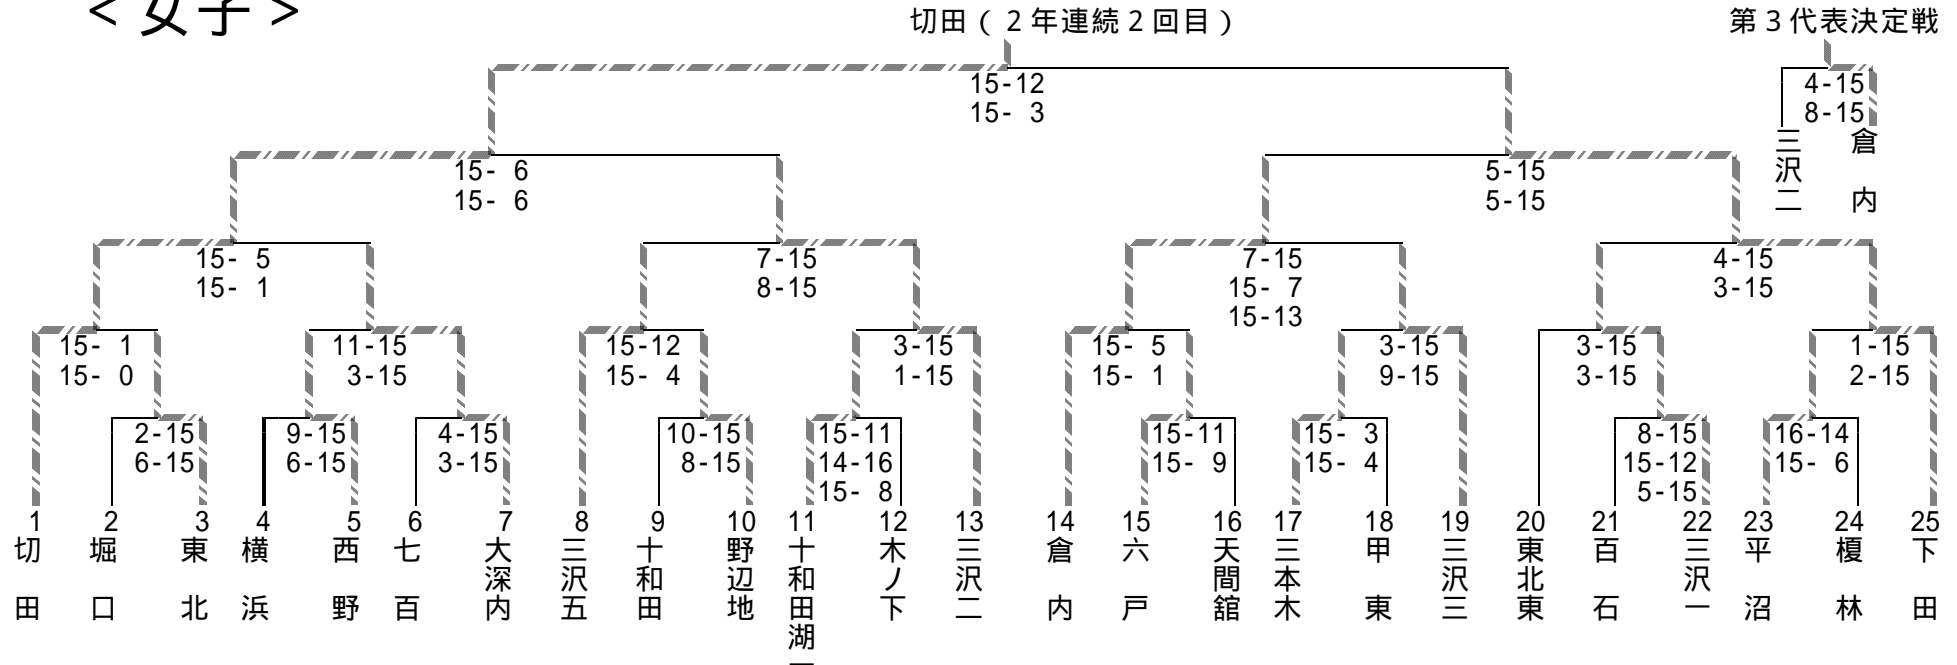 ＜女子＞
切田（２年連続２回目）
第３代表決定戦
15-12
15- 3
4-15
8-15
三沢二
倉内
15- 6
15- 6
5-15
5-15
15- 5
15- 1
7-15
8-15
7-15
15- 7
15-13
4-15
3-15
15- 1
15- 0
11-15
3-15
15-12
15- 4
3-15
1-15
15- 5
15- 1
3-15
9-15
3-15
3-15
1-15
2-15
2-15
6-15
9-15
6-15
4-15
3-15
10-15
8-15
15-11
14-16
15- 8
15-11
15- 9
15- 3
15- 4
8-15
15-12
5-15
16-14
15- 6
1 切田
2 堀口
3 東北
4 横浜
5 西野
6 七百
7 大深内
8 三沢五
9 十和田
10 野辺地
11 十和田湖一
12 木ノ下
13 三沢二
14 倉内
15 六戸
16 天間舘
17 三本木
18 甲東
19 三沢三
20 東北東
21 百石
22 三沢一
23 平沼
24 榎林
25 下田